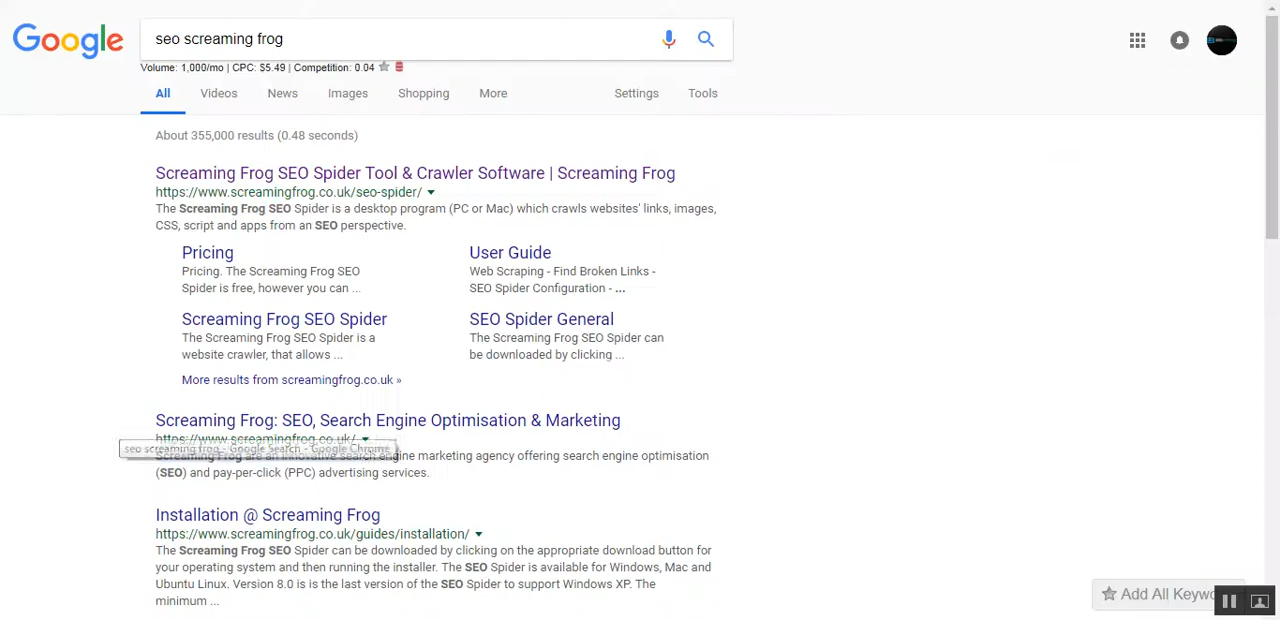 Google
seo screaming frog
Volume: 1,000/mo | CPC: $5.49 | Competition: 0.04
All Videos News Images Shopping More Settings Tools
About 355,000 results (0.48 seconds)
Screaming Frog SEO Spider Tool & Crawler Software | Screaming Frog
https://www.screamingfrog.co.uk/seo-spider/
The Screaming Frog SEO Spider is a desktop program (PC or Mac) which crawls websites' links, images,
CSS, script and apps from an SEO perspective.
Pricing
Pricing. The Screaming Frog SEO
Spider is free, however you can ...
User Guide
Web Scraping - Find Broken Links -
SEO Spider Configuration - ...
Screaming Frog SEO Spider
The Screaming Frog SEO Spider is a
website crawler, that allows ...
SEO Spider General
The Screaming Frog SEO Spider can
be downloaded by clicking ...
More results from screamingfrog.co.uk »
Screaming Frog: SEO, Search Engine Optimisation & Marketing
https://www.screamingfrog.co.uk/
seo screaming frog - Google Search - Google Chrome
Screaming Frog are an innovative search engine marketing agency offering search engine optimisation
(SEO) and pay-per-click (PPC) advertising services.
Installation @ Screaming Frog
https://www.screamingfrog.co.uk/guides/installation/
The Screaming Frog SEO Spider can be downloaded by clicking on the appropriate download button for
your operating system and then running the installer. The SEO Spider is available for Windows, Mac and
Ubuntu Linux. Version 8.0 is is the last version of the SEO Spider to support Windows XP. The
minimum ...
Add All Keywo